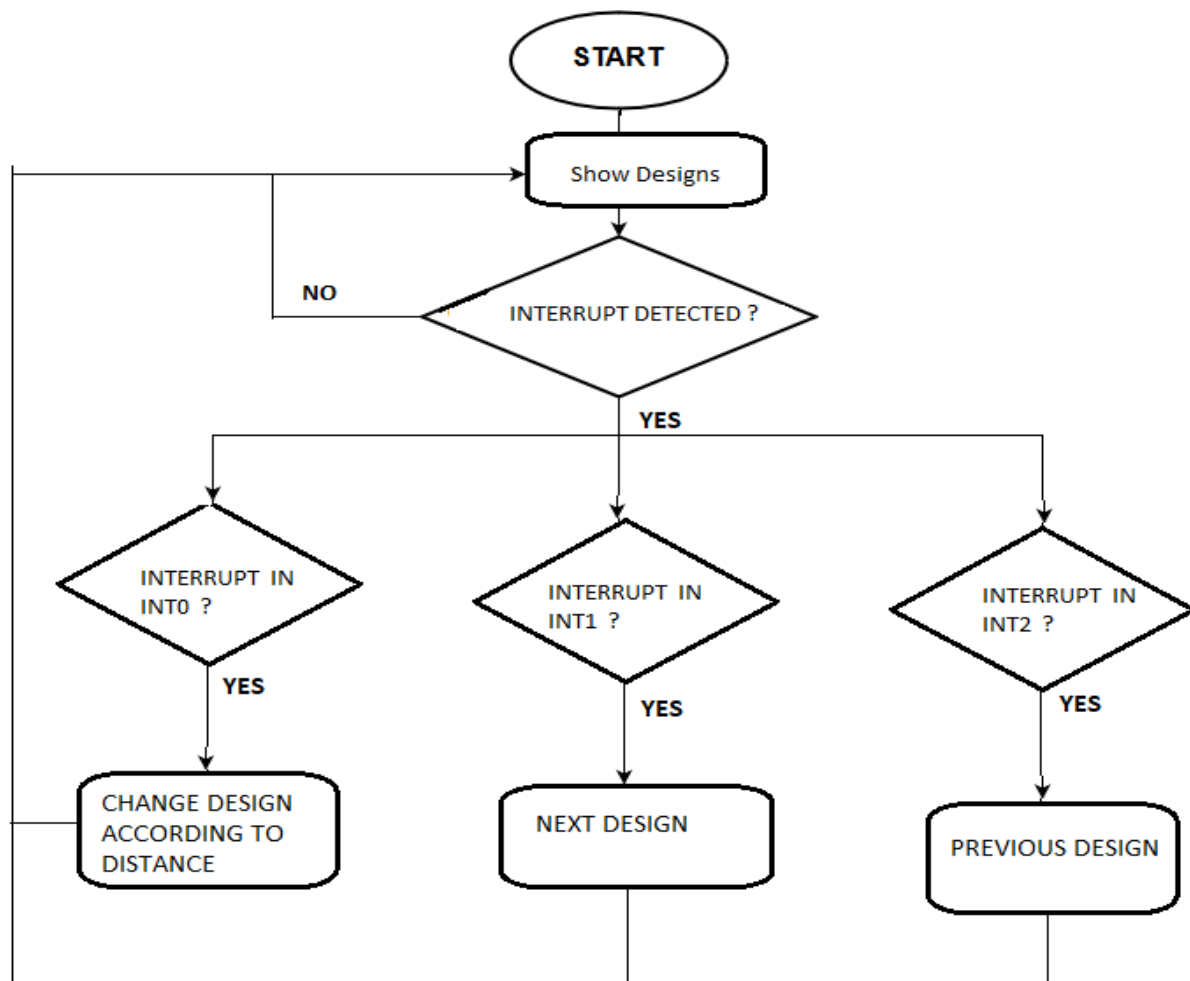 START
Show Designs
NO
INTERRUPT DETECTED ?
YES
INTERRUPT IN
INT0 ?
YES
INTERRUPT IN
INT1 ?
YES
INTERRUPT IN
INT2 ?
YES
CHANGE DESIGN
ACCORDING TO
DISTANCE
NEXT DESIGN
PREVIOUS DESIGN